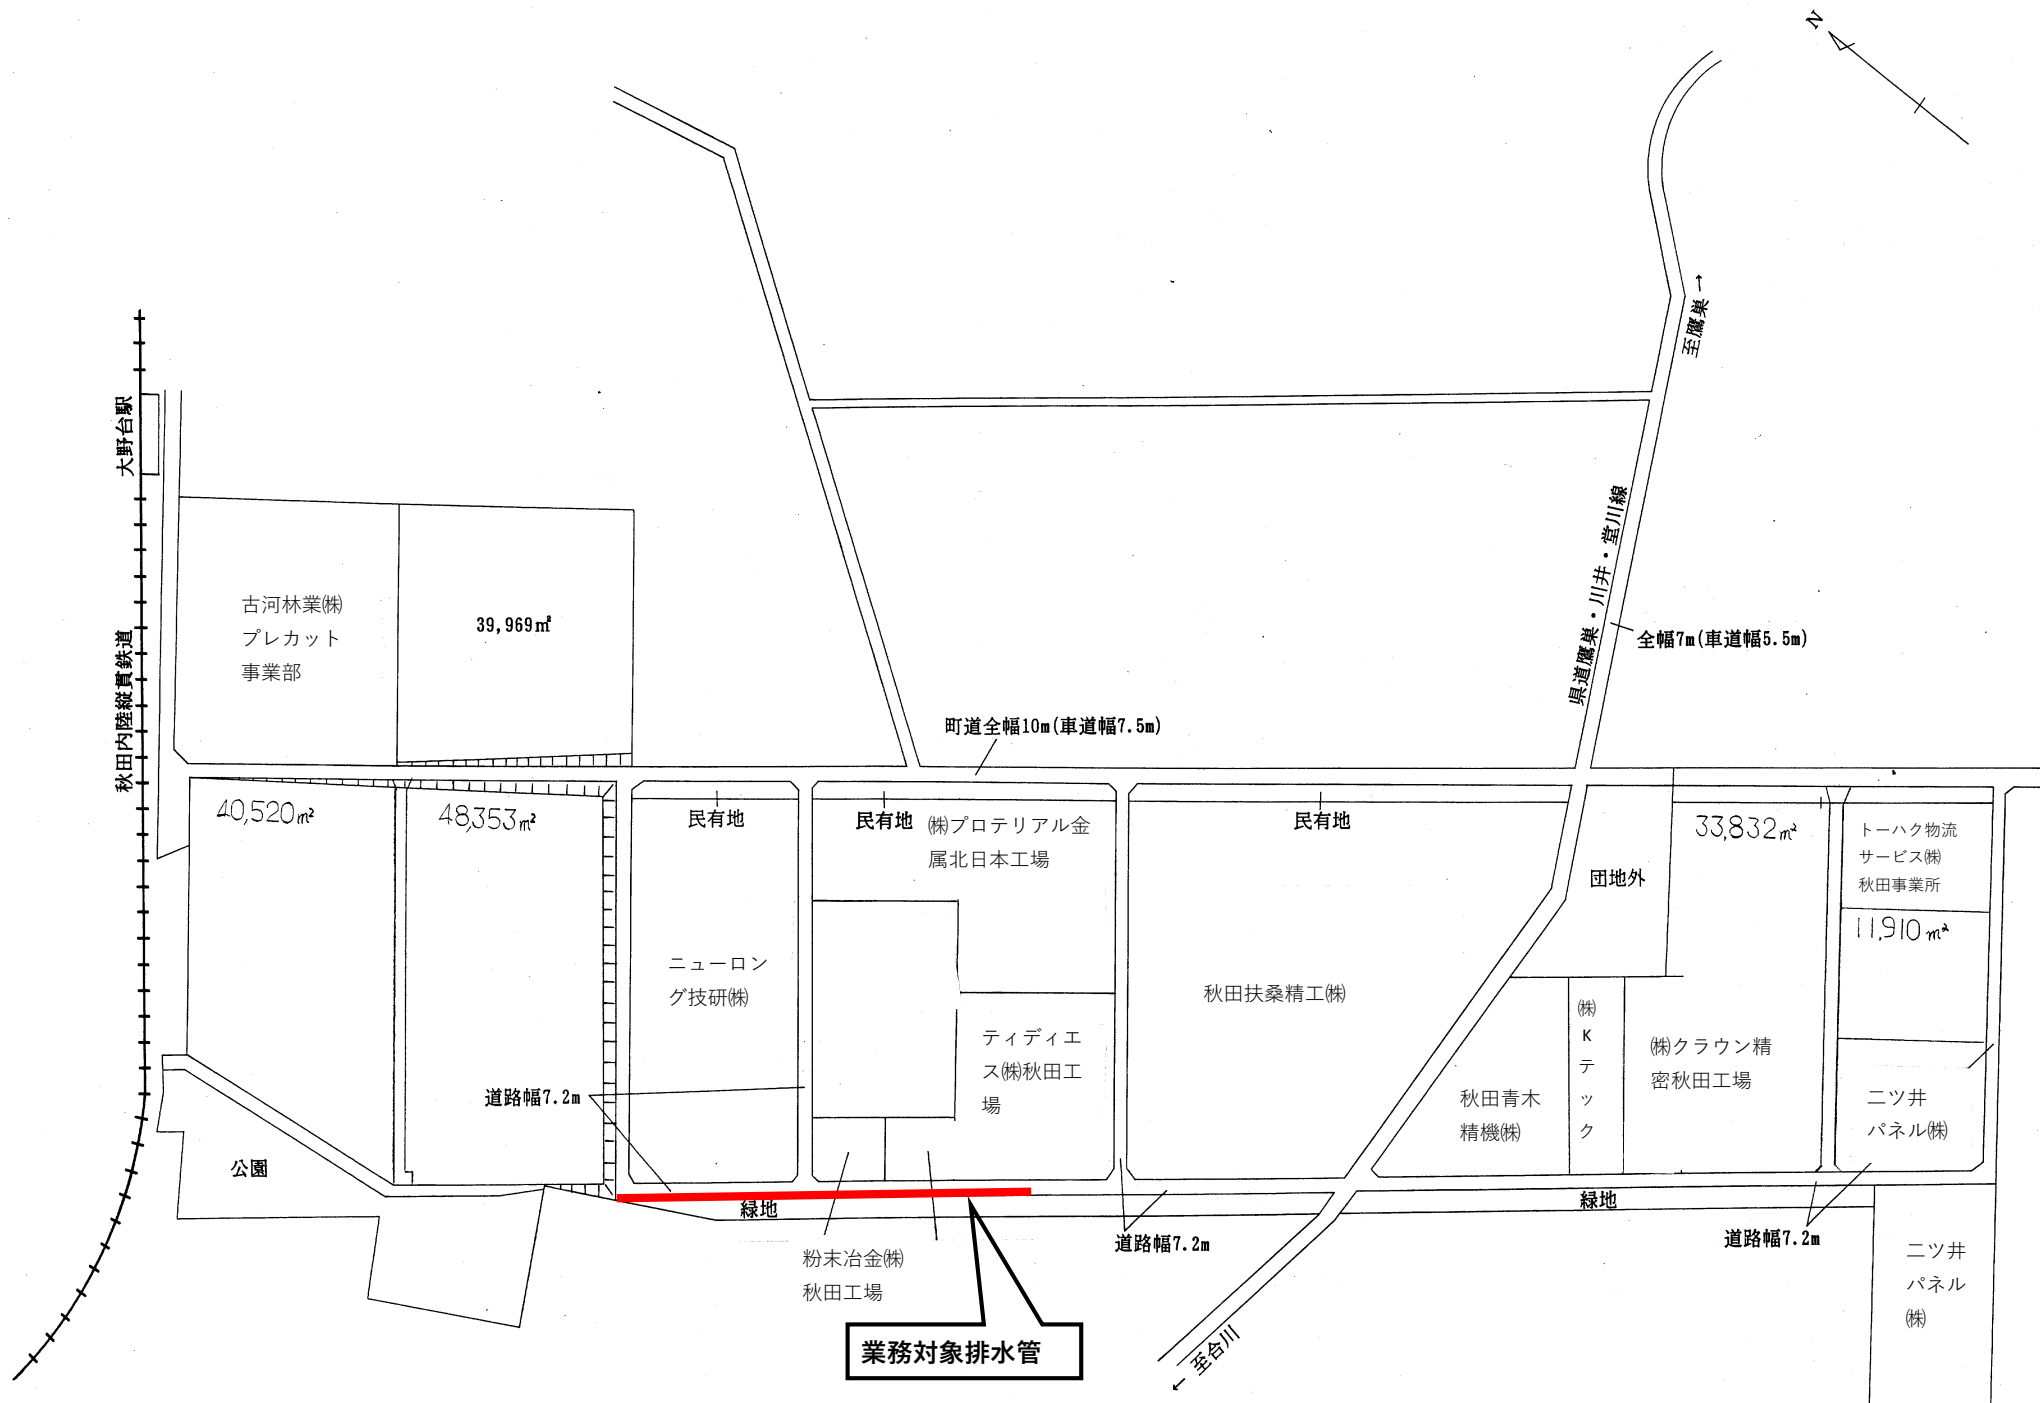 N
至鷹巣→
大野台駅
秋田内陸縦貫鉄道
県道鷹巣・川井・堂川線
全幅7m(車道幅5.5m)
古河林業㈱
プレカット
事業部
39,969㎡
町道全幅10m(車道幅7.5m)
40,520m²
48,353m²
民有地
民有地
㈱プロテリアル金
属北日本工場
民有地
団地外
33,832m²
トーハク物流
サービス㈱
秋田事業所
11,910m²
ニューロン
グ技研㈱
秋田扶桑精工㈱
ティディエ
ス㈱秋田工
場
㈱
K
テ
ッ
ク
㈱クラウン精
密秋田工場
秋田青木
精機㈱
二ツ井
パネル㈱
道路幅7.2m
公園
緑地
緑地
道路幅7.2m
道路幅7.2m
粉末冶金㈱
秋田工場
二ツ井
パネル
㈱
業務対象排水管
←至合川